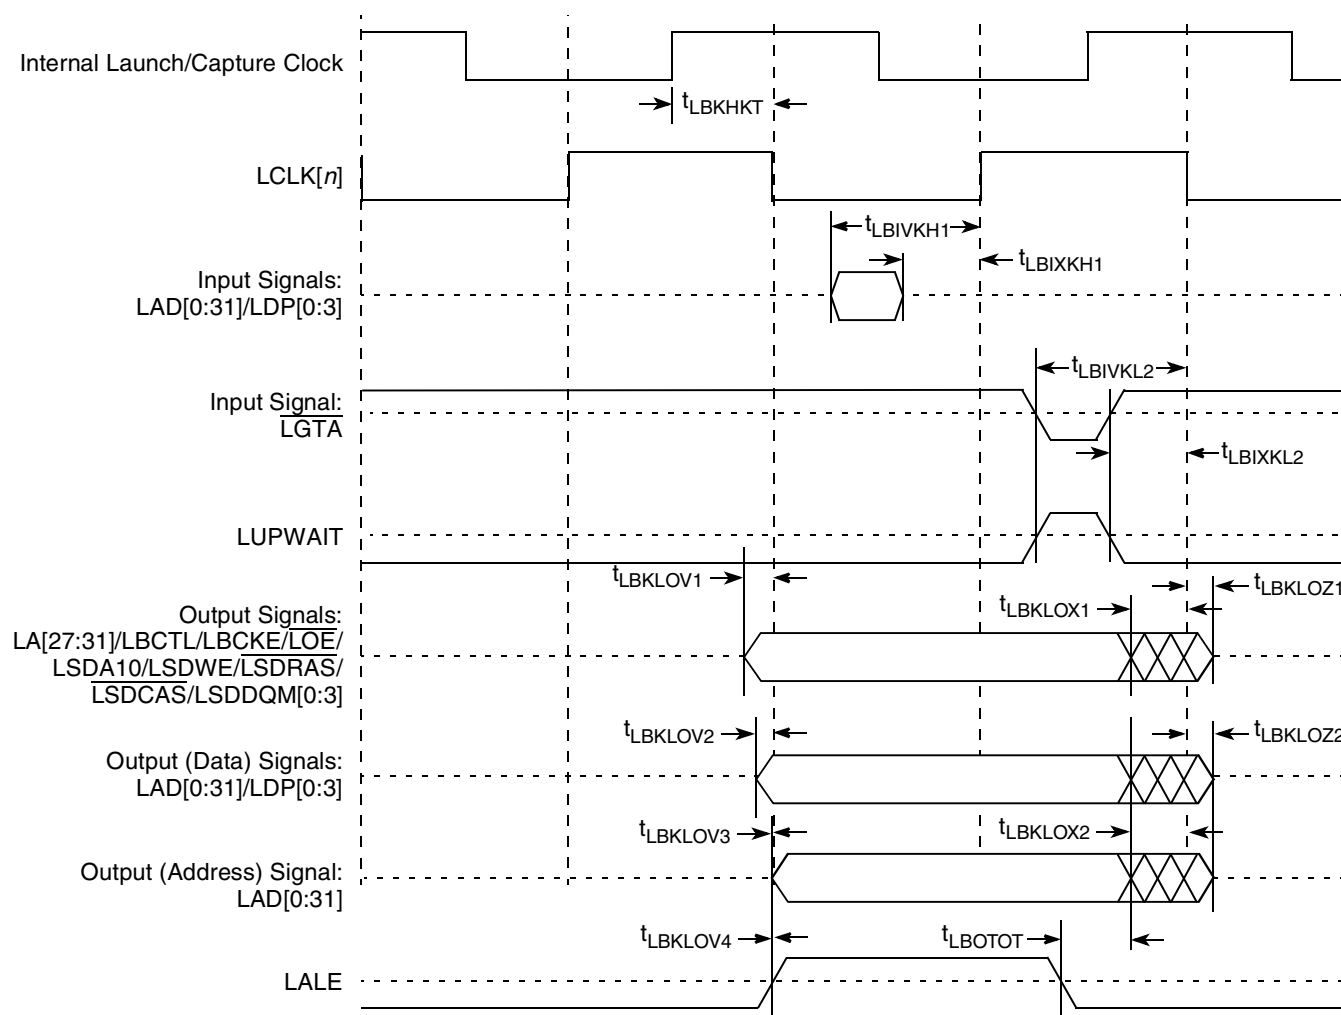 Internal Launch/Capture Clock
tLBKHKT
LCLK[n]
tLBIVKH1
tLBIXKH1
Input Signals:
LAD[0:31]/LDP[0:3]
tLBIVKL2
Input Signal:
LGTA
tLBIXKL2
LUPWAIT
tLBKLOV1
tLBKLOZ1
tLBKLOX1
Output Signals:
LA[27:31]/LBCTL/LBCKE/LOE/
LSDA10/LSDWE/LSDRAS/
LSDCAS/LSDDQM[0:3]
tLBKLOV2
tLBKLOZ2
Output (Data) Signals:
LAD[0:31]/LDP[0:3]
tLBKLOV3
tLBKLOX2
Output (Address) Signal:
LAD[0:31]
tLBKLOV4
tLBOTOT
LALE